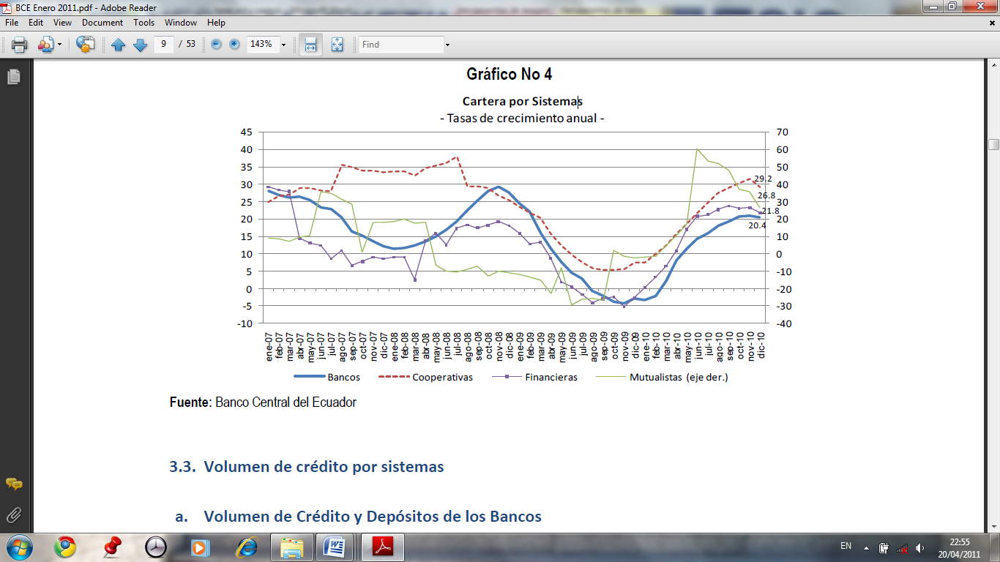 BCE Enero 2011.pdf - Adobe Reader
File Edit View Document Tools Window Help
9 / 53 143% Find
Gráfico No 4
Cartera por Sistemas
- Tasas de crecimiento anual -
45 70
40 60
35 50
30 40
25 30
20 20
15 10
10 0
5 -10
0 -20
-5 -30
-10 -40
29.2
26.8
21.8
20.4
ene-07 feb-07 mar-07 abr-07 may-07 jun-07 jul-07 ago-07 sep-07 oct-07 nov-07 dic-07 ene-08 feb-08 mar-08 abr-08 may-08 jun-08 jul-08 ago-08 sep-08 oct-08 nov-08 dic-08 ene-09 feb-09 mar-09 abr-09 may-09 jun-09 jul-09 ago-09 sep-09 oct-09 nov-09 dic-09 ene-10 feb-10 mar-10 abr-10 may-10 jun-10 jul-10 ago-10 sep-10 oct-10 nov-10 dic-10
Bancos Cooperativas Financieras Mutualistas (eje der.)
Fuente: Banco Central del Ecuador
3.3. Volumen de crédito por sistemas
a. Volumen de Crédito y Depósitos de los Bancos
EN 22:55
20/04/2011